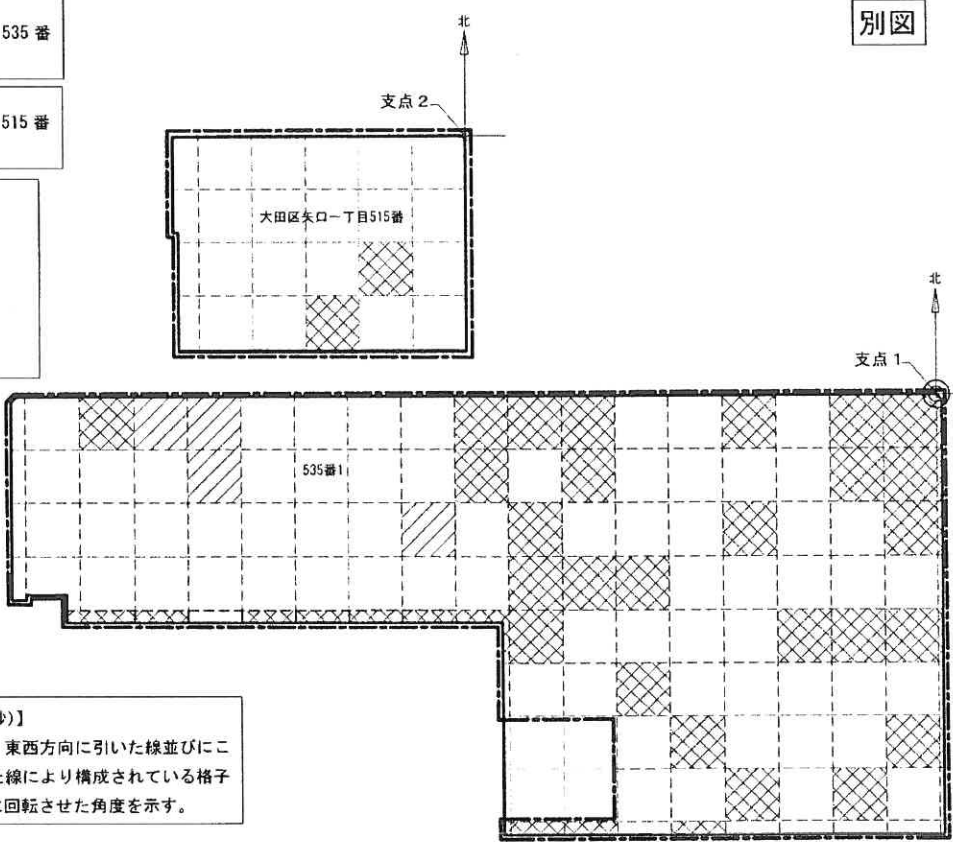 別図
535 番
515 番
北
支点 2
大田区矢口一丁目515番
北
支点 1
535番1
)】
東西方向に引いた線並びにこ
線により構成されている格子
回転させた角度を示す。